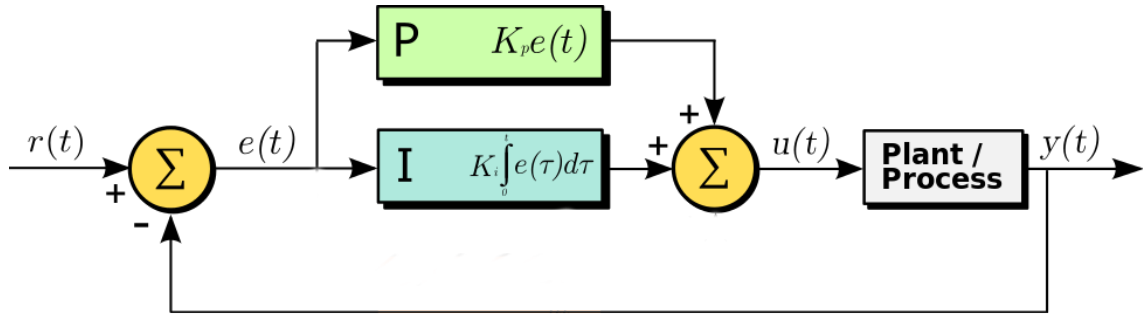 P K_p e(t)
+
r(t) Σ e(t) I K_i ∫_0^t e(τ)dτ + Σ u(t) Plant / Process y(t)
+
-